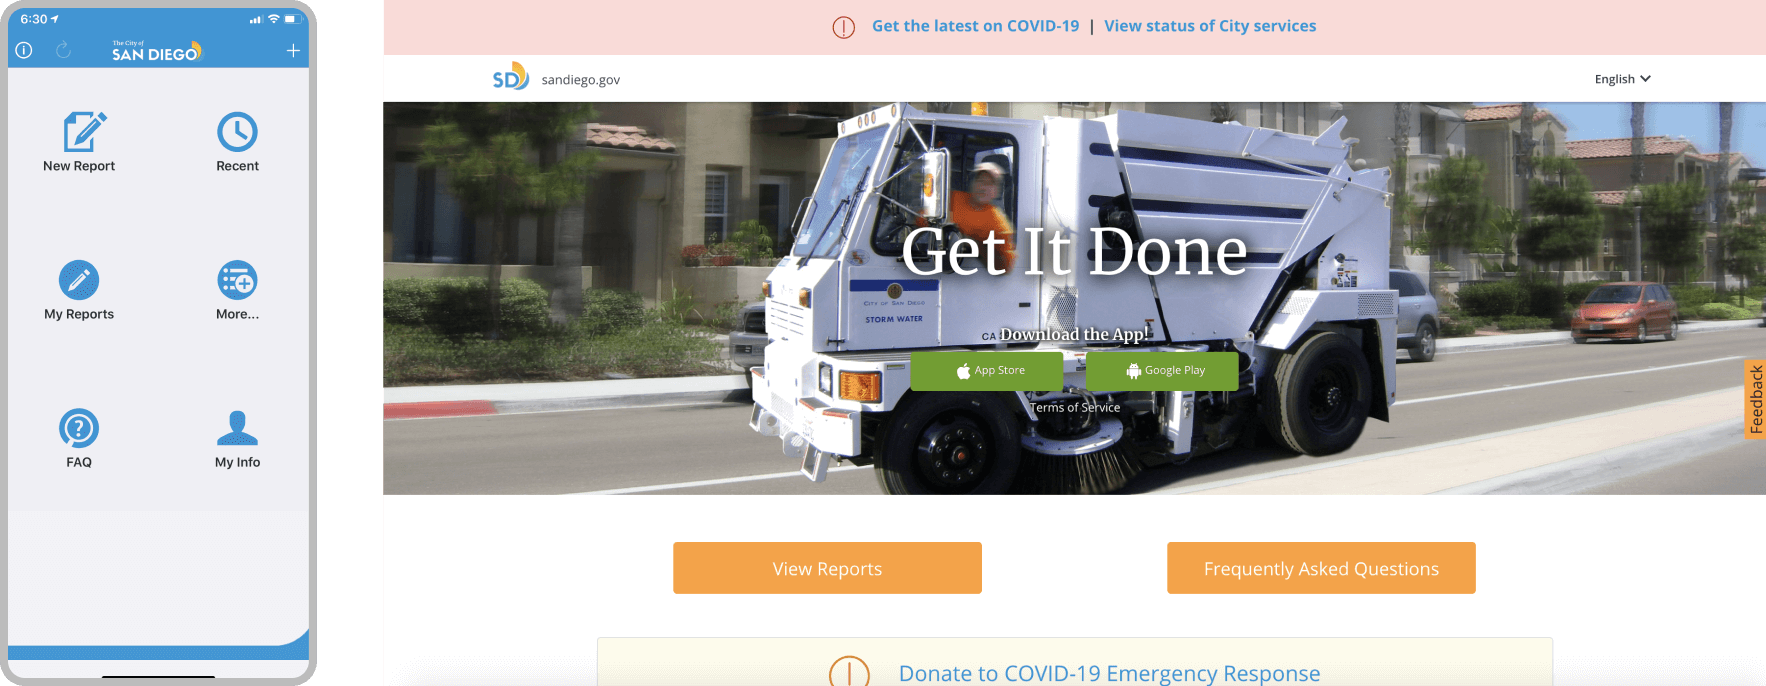 6:30
The City of
SAN DIEGO
New Report
Recent
My Reports
More...
FAQ
My Info
Get the latest on COVID-19 | View status of City services
SD
sandiego.gov
English
Get It Done
CITY OF SAN DIEGO
STORM WATER
CA
Download the App!
App Store
Google Play
Terms of Service
Feedback
View Reports
Frequently Asked Questions
Donate to COVID-19 Emergency Response